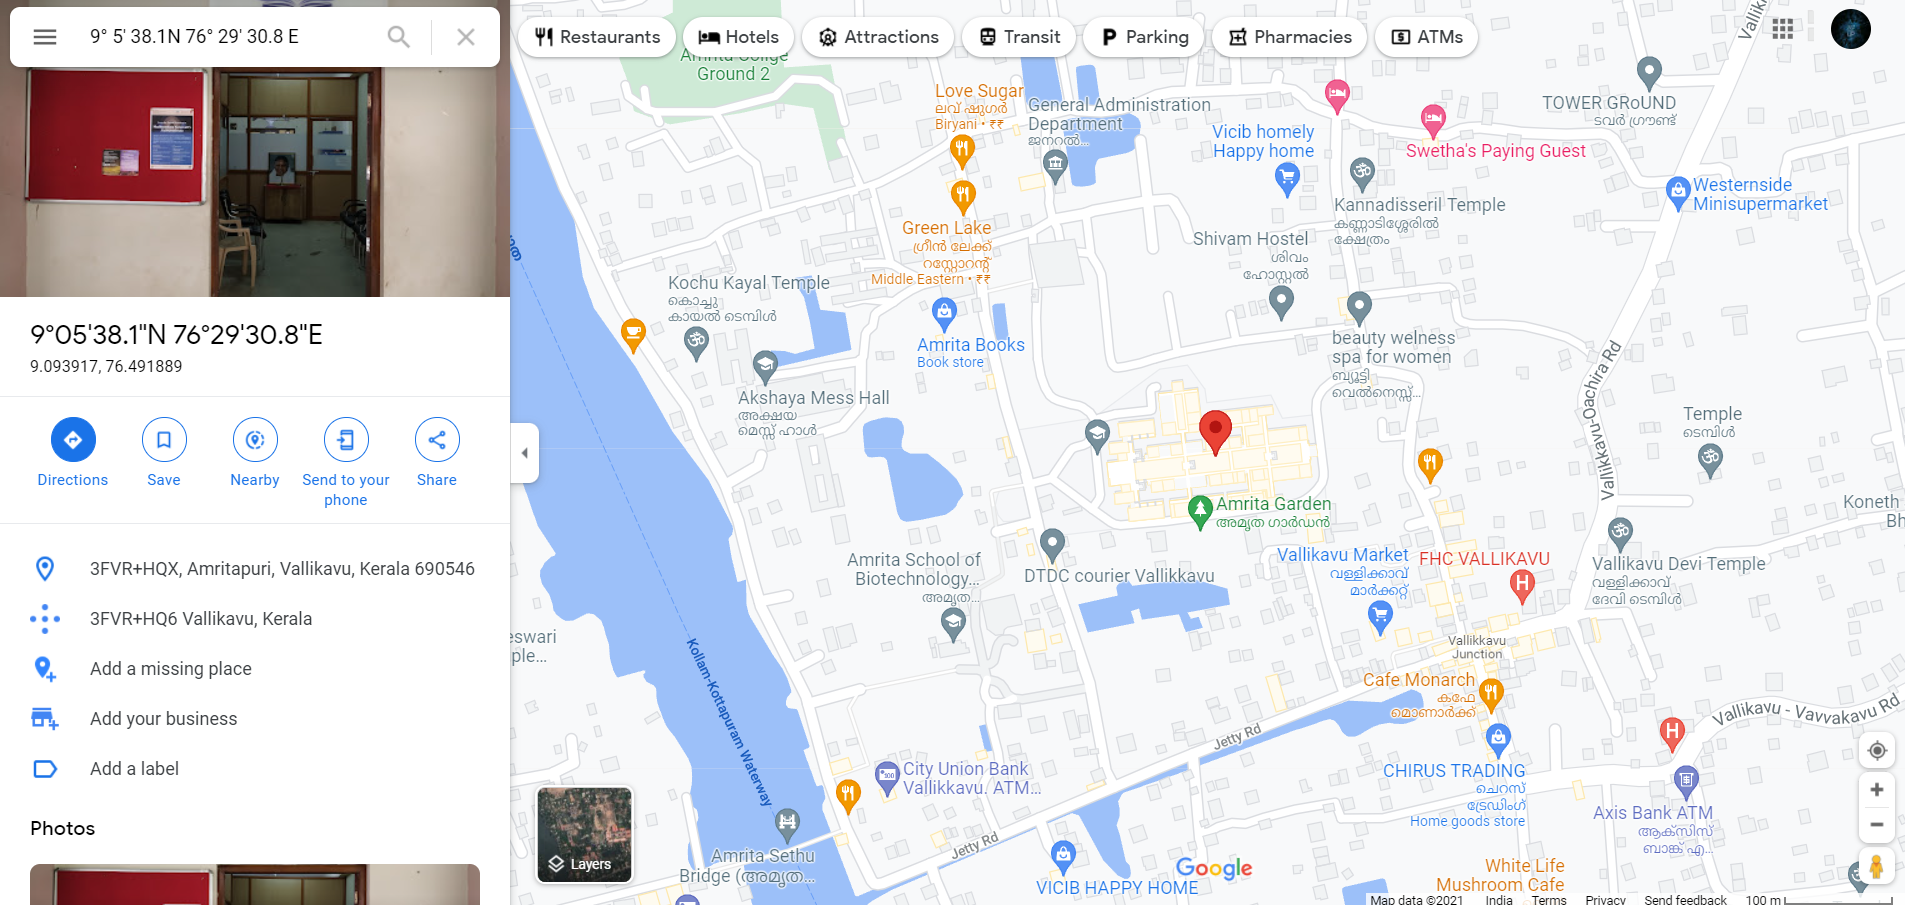 9° 5' 38.1N 76° 29' 30.8 E
9°05'38.1"N 76°29'30.8"E
9.093917, 76.491889
Directions
Save
Nearby
Send to your
phone
Share
3FVR+HQX, Amritapuri, Vallikavu, Kerala 690546
3FVR+HQ6 Vallikavu, Kerala
Add a missing place
Add your business
Add a label
Photos
Restaurants
Hotels
Attractions
Transit
Parking
Pharmacies
ATMs
Ground 2
Love Sugar
ലവ് ഷുഗർ
Biryani • ₹₹
General Administration
Department
ജനറൽ...
Vicib homely
Happy home
TOWER GRoUND
ടവർ ഗ്രൗണ്ട്
Swetha's Paying Guest
Westernside
Minisupermarket
Kannadisseril Temple
കണ്ണാടിശ്ശേരിൽ
ക്ഷേത്രം
Green Lake
ഗ്രീൻ ലേക്ക്
റസ്റ്റോറന്റ്
Middle Eastern • ₹₹
Shivam Hostel
ശിവം
ഹോസ്റ്റൽ
Kochu Kayal Temple
കൊച്ചു
കായൽ ടെമ്പിൾ
Amrita Books
Book store
beauty welness
spa for women
ബ്യൂട്ടി
വെൽനെസ്സ്...
Akshaya Mess Hall
അക്ഷയ
മെസ്സ് ഹാൾ
Vallikkavu-Oachira Rd
Temple
ടെമ്പിൾ
Amrita Garden
അമൃത ഗാർഡൻ
Koneth
Bh
Amrita School of
Biotechnology...
അമൃത...
DTDC courier Vallikkavu
Vallikavu Market
വള്ളിക്കാവ്
മാർക്കറ്റ്
FHC VALLIKAVU
Vallikavu Devi Temple
വള്ളിക്കാവ്
ദേവി ടെമ്പിൾ
eswari
ple...
Vallikkavu
Junction
Kollam-Kottapuram Waterway
Cafe Monarch
കഫേ
മൊണാർക്ക്
Vallikavu - Vavvakavu Rd
Jetty Rd
City Union Bank
Vallikkavu. ATM...
CHIRUS TRADING
ചെറസ്
ട്രേഡിംഗ്
Home goods store
Axis Bank ATM
ആക്സിസ്
ബാങ്ക് എ...
Jetty Rd
Amrita Sethu
Bridge (അമൃത...
VICIB HAPPY HOME
White Life
Mushroom Cafe
Layers
Google
Map data ©2021
India
Terms
Privacy
Send feedback
100 m